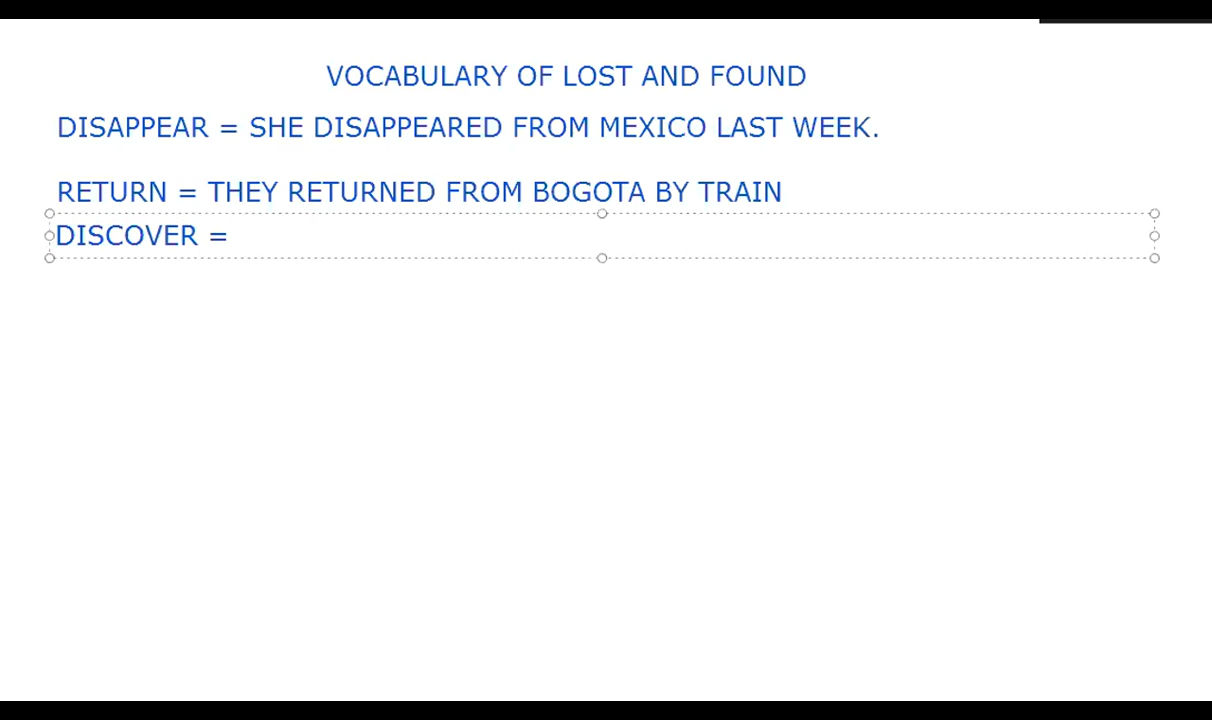 VOCABULARY OF LOST AND FOUND
DISAPPEAR = SHE DISAPPEARED FROM MEXICO LAST WEEK.
RETURN = THEY RETURNED FROM BOGOTA BY TRAIN
DISCOVER =